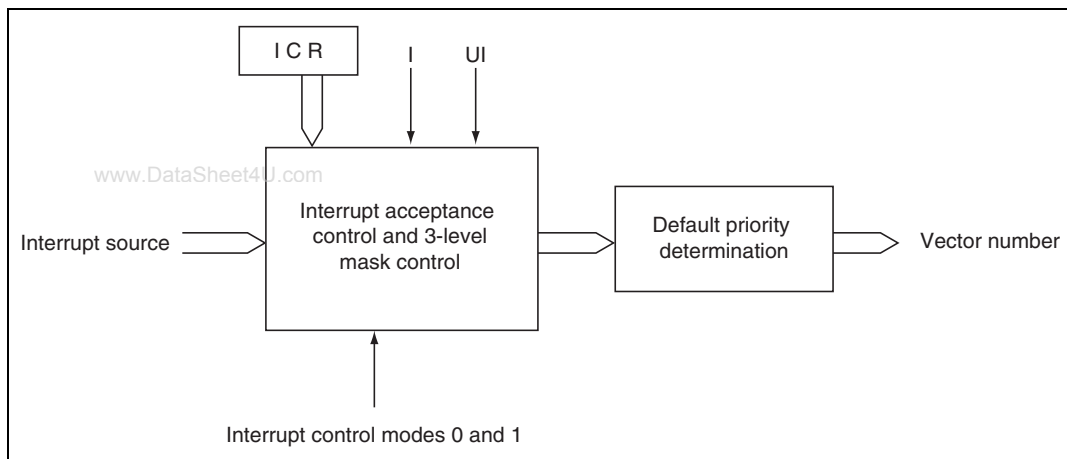 I C R
I
UI
www.DataSheet4U.com
Interrupt acceptance
control and 3-level
mask control
Default priority
determination
Interrupt source
Vector number
Interrupt control modes 0 and 1